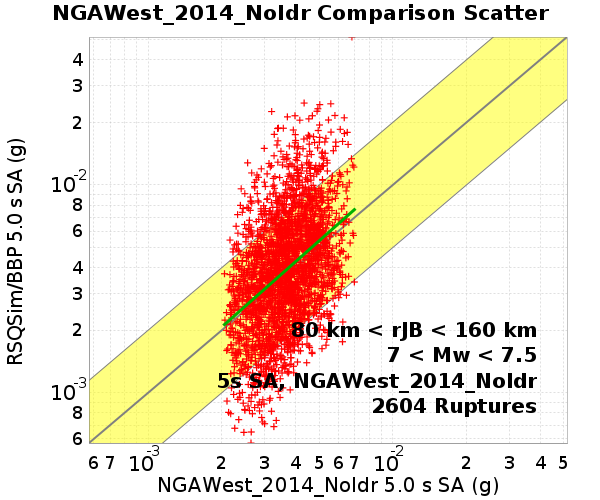 NGAWest_2014_NoIdr Comparison Scatter
RSQSim/BBP 5.0 s SA (g)
4
3
2
10-2
8
6
4
3
2
10-3
8
6
80 km < rJB < 160 km
7 < Mw < 7.5
5s SA, NGAWest_2014_NoIdr
2604 Ruptures
6 7 10-3 2 3 4 5 6 7 10-2 2 3 4 5
NGAWest_2014_NoIdr 5.0 s SA (g)